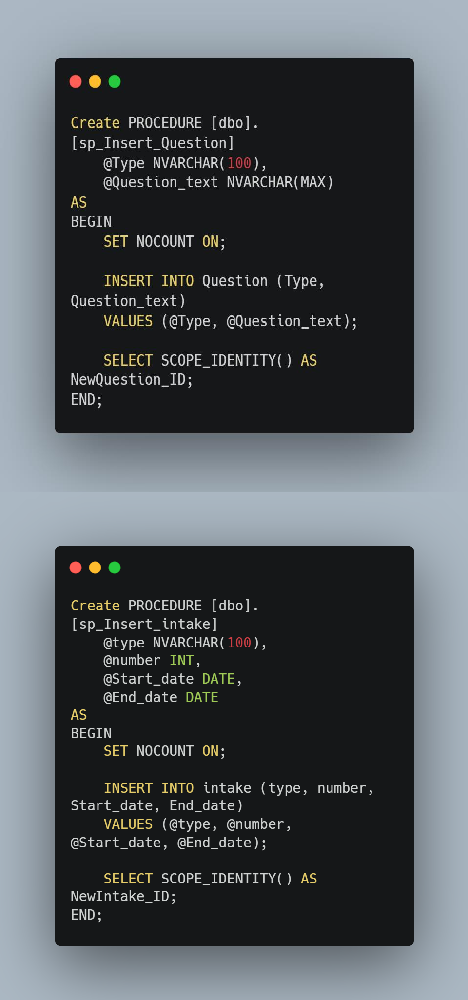 Create PROCEDURE [dbo].
[sp_Insert_Question]
    @Type NVARCHAR(100),
    @Question_text NVARCHAR(MAX)
AS
BEGIN
    SET NOCOUNT ON;

    INSERT INTO Question (Type,
Question_text)
    VALUES (@Type, @Question_text);

    SELECT SCOPE_IDENTITY() AS
NewQuestion_ID;
END;
Create PROCEDURE [dbo].
[sp_Insert_intake]
    @type NVARCHAR(100),
    @number INT,
    @Start_date DATE,
    @End_date DATE
AS
BEGIN
    SET NOCOUNT ON;

    INSERT INTO intake (type, number,
Start_date, End_date)
    VALUES (@type, @number,
@Start_date, @End_date);

    SELECT SCOPE_IDENTITY() AS
NewIntake_ID;
END;